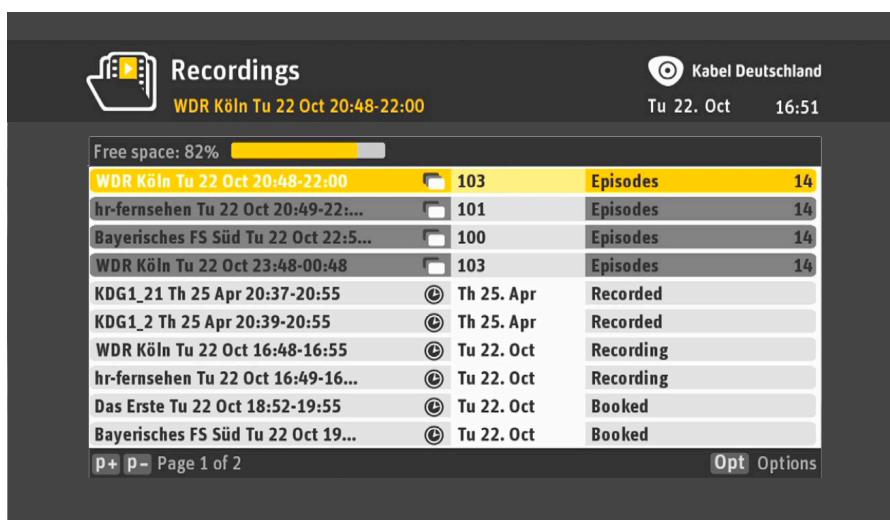 Recordings
Kabel Deutschland
WDR Köln Tu 22 Oct 20:48-22:00
Tu 22. Oct 16:51
Free space: 82%
WDR Köln Tu 22 Oct 20:48-22:00 103 Episodes 14
hr-fernsehen Tu 22 Oct 20:49-22:... 101 Episodes 14
Bayerisches FS Süd Tu 22 Oct 22:5... 100 Episodes 14
WDR Köln Tu 22 Oct 23:48-00:48 103 Episodes 14
KDG1_21 Th 25 Apr 20:37-20:55 Th 25. Apr Recorded
KDG1_2 Th 25 Apr 20:39-20:55 Th 25. Apr Recorded
WDR Köln Tu 22 Oct 16:48-16:55 Tu 22. Oct Recording
hr-fernsehen Tu 22 Oct 16:49-16... Tu 22. Oct Recording
Das Erste Tu 22 Oct 18:52-19:55 Tu 22. Oct Booked
Bayerisches FS Süd Tu 22 Oct 19... Tu 22. Oct Booked
p+ p- Page 1 of 2 Opt Options